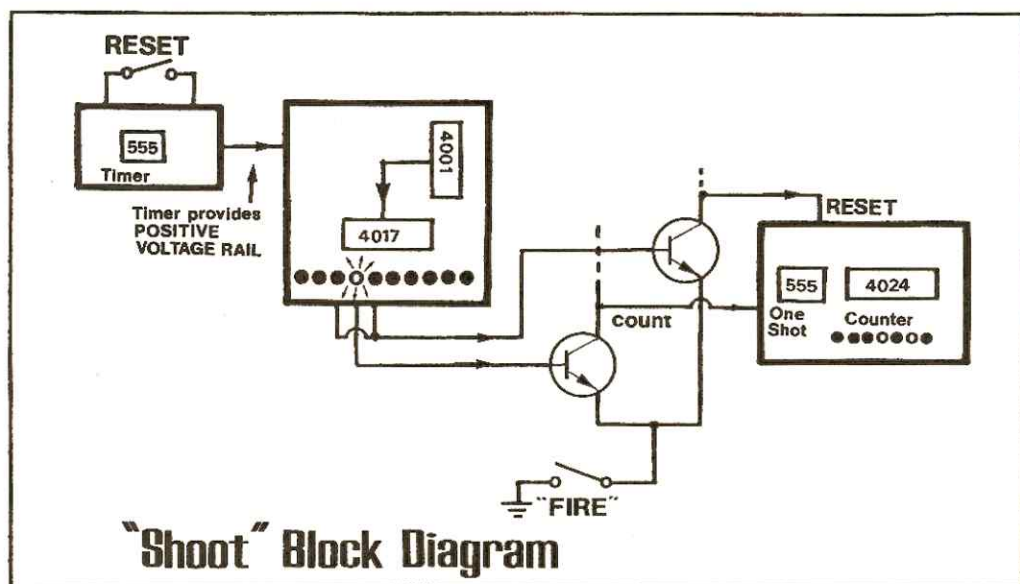 RESET
555
Timer
Timer provides
POSITIVE
VOLTAGE RAIL
4001
4017
count
RESET
555
One
Shot
4024
Counter
"FIRE"
"Shoot" Block Diagram